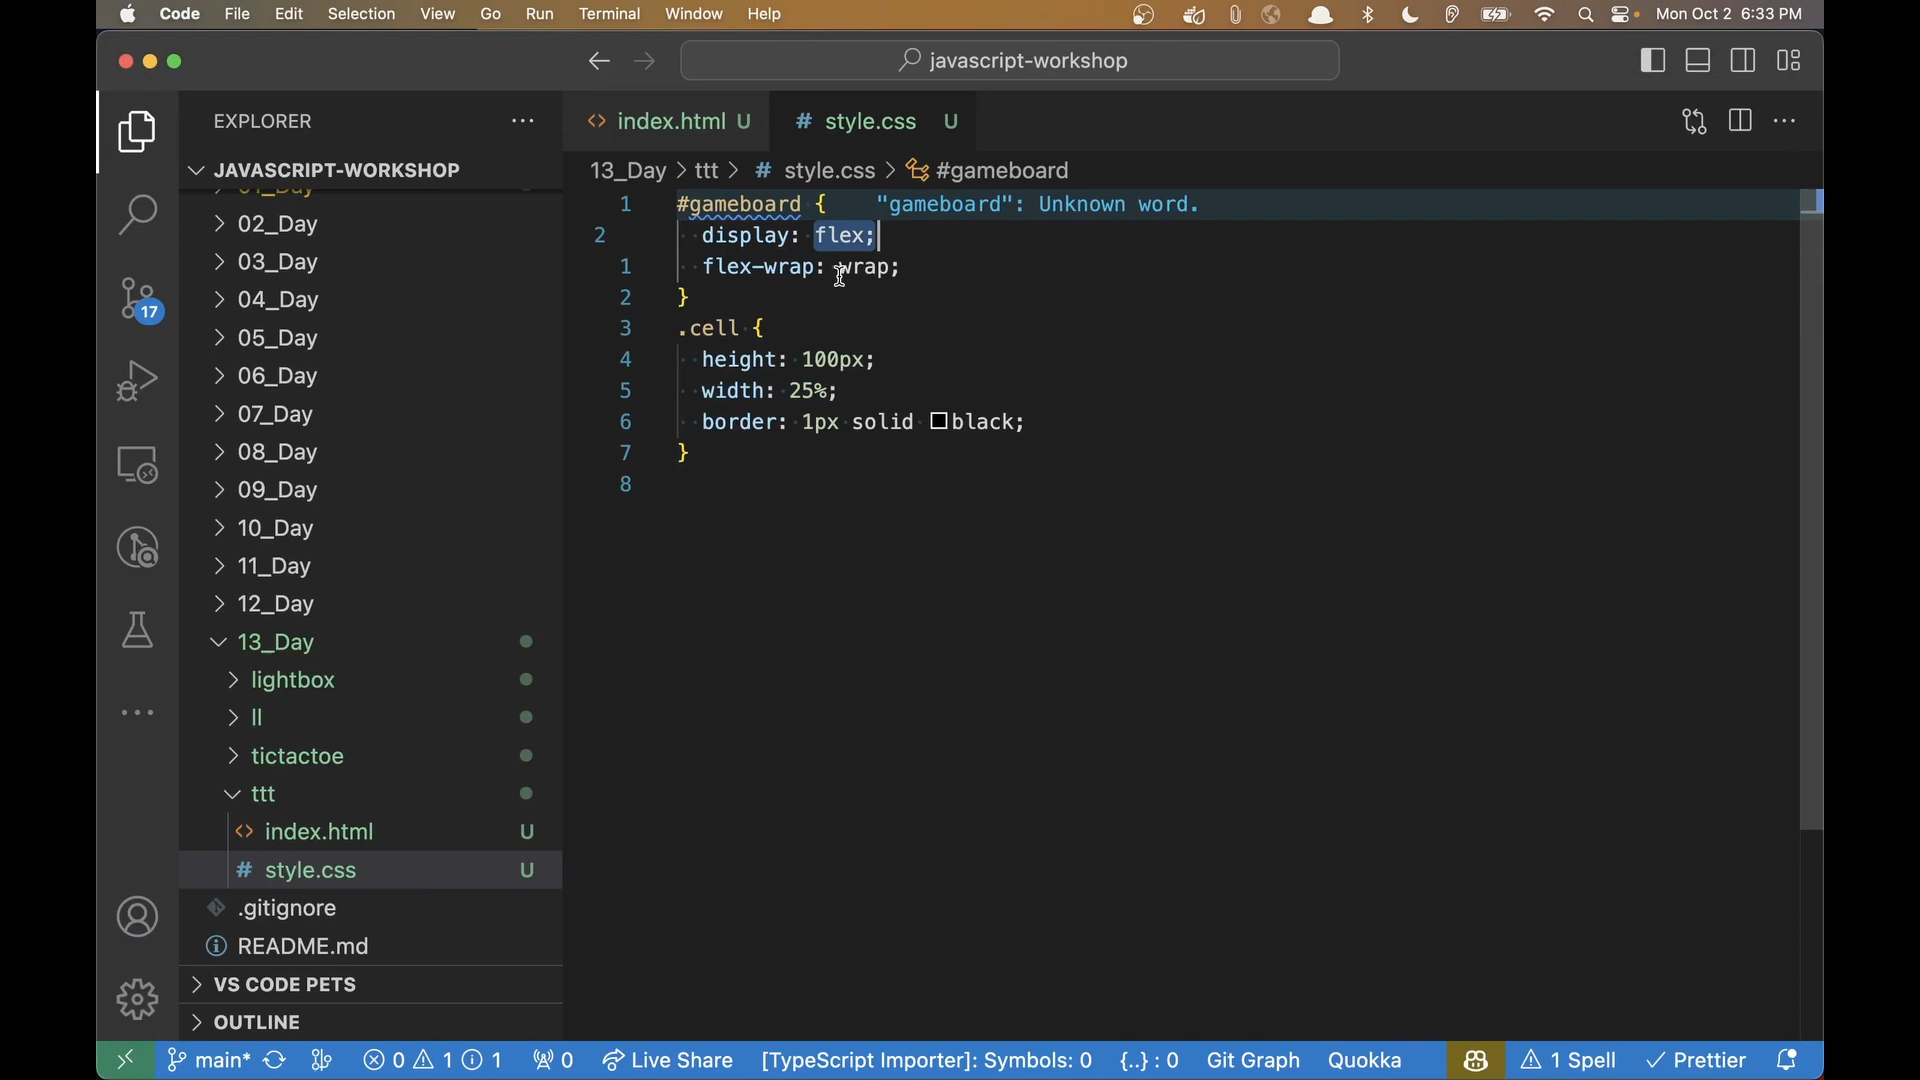 Code File Edit Selection View Go Run Terminal Window Help Mon Oct 2 6:33 PM
javascript-workshop
EXPLORER
index.html U
style.css U
JAVASCRIPT-WORKSHOP
13_Day > ttt > # style.css > #gameboard
01_Day
02_Day
03_Day
04_Day
05_Day
06_Day
07_Day
08_Day
09_Day
10_Day
11_Day
12_Day
13_Day
lightbox
ll
tictactoe
ttt
index.html U
# style.css U
.gitignore
README.md
VS CODE PETS
OUTLINE
17
1 #gameboard { "gameboard": Unknown word.
2 display: flex;
1 flex-wrap: wrap;
2 }
3 .cell {
4 height: 100px;
5 width: 25%;
6 border: 1px solid black;
7 }
8
main* 0 1 1 0 Live Share [TypeScript Importer]: Symbols: 0 {..} : 0 Git Graph Quokka 1 Spell Prettier